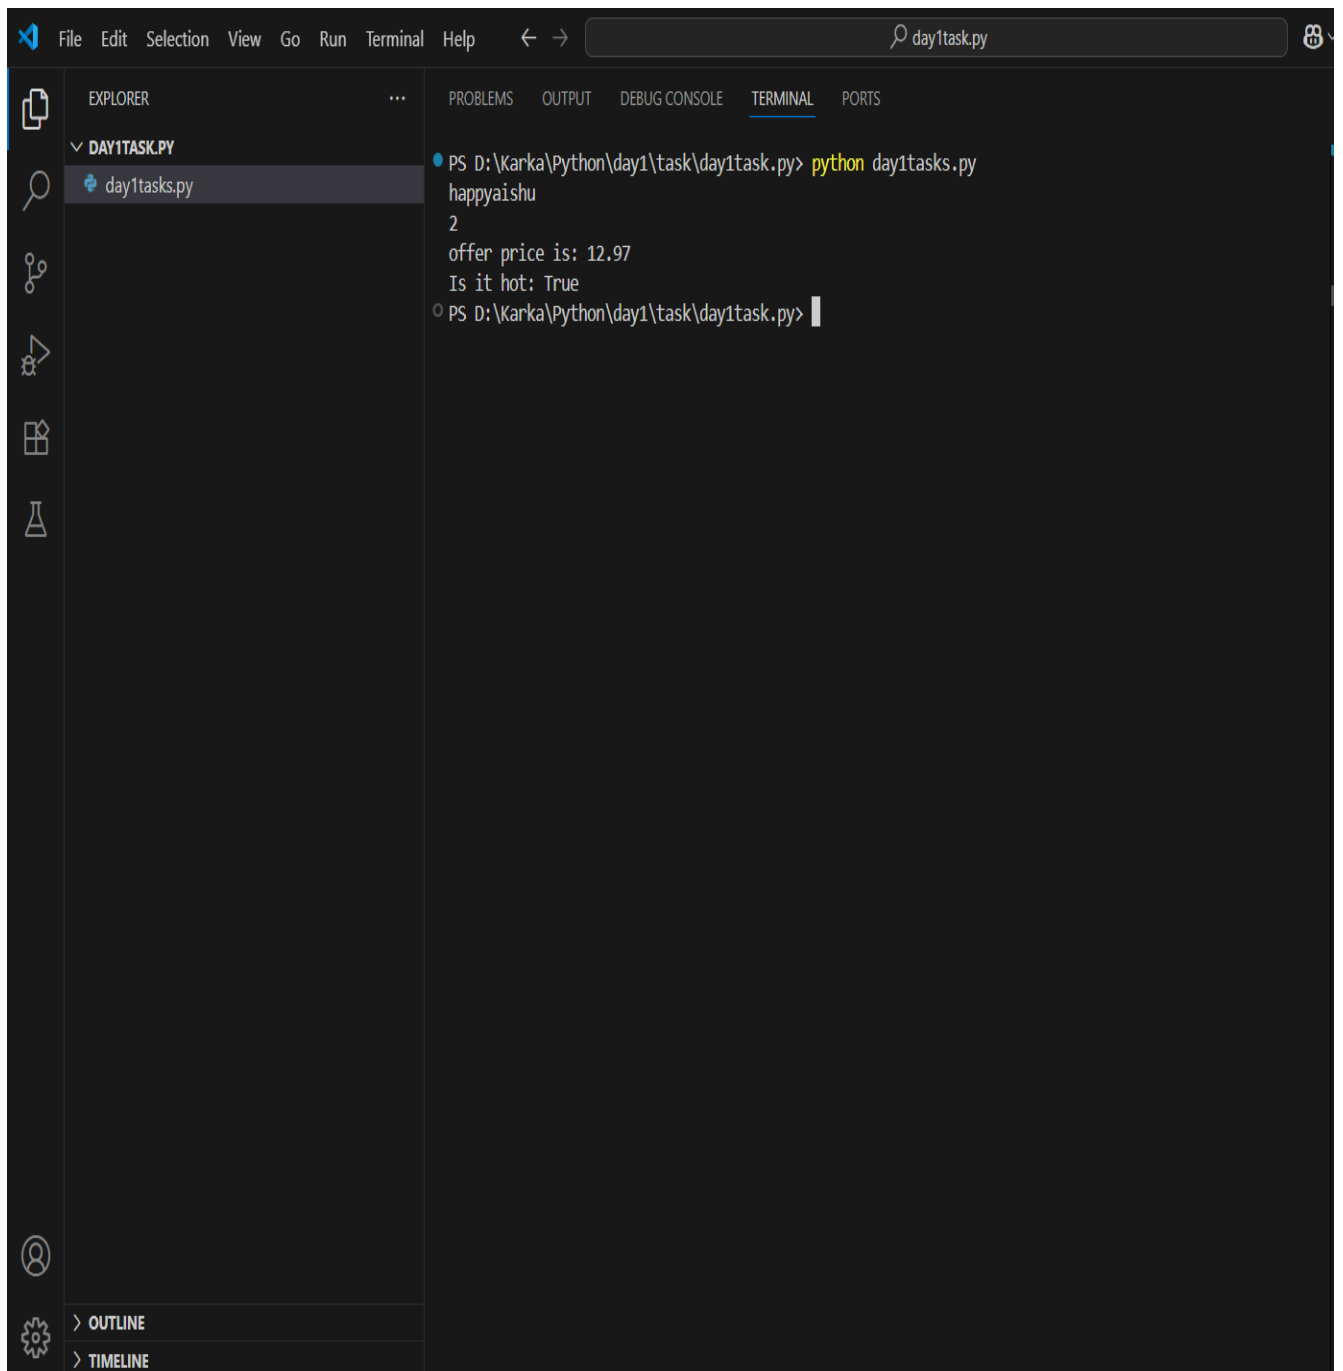 File Edit Selection View Go Run Terminal Help
day1task.py
EXPLORER
DAY1TASK.PY
day1tasks.py
OUTLINE
TIMELINE
PROBLEMS OUTPUT DEBUG CONSOLE TERMINAL PORTS
PS D:\Karka\Python\day1\task\day1task.py> python day1tasks.py
happyaishu
2
offer price is: 12.97
Is it hot: True
PS D:\Karka\Python\day1\task\day1task.py>